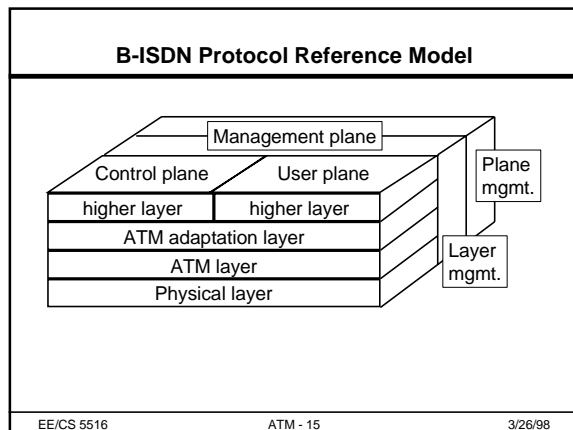 B-ISDN Protocol Reference Model
Management plane
Control plane User plane
Plane
mgmt.
higher layer higher layer
ATM adaptation layer
ATM layer
Layer
mgmt.
Physical layer
EE/CS 5516 ATM - 15 3/26/98